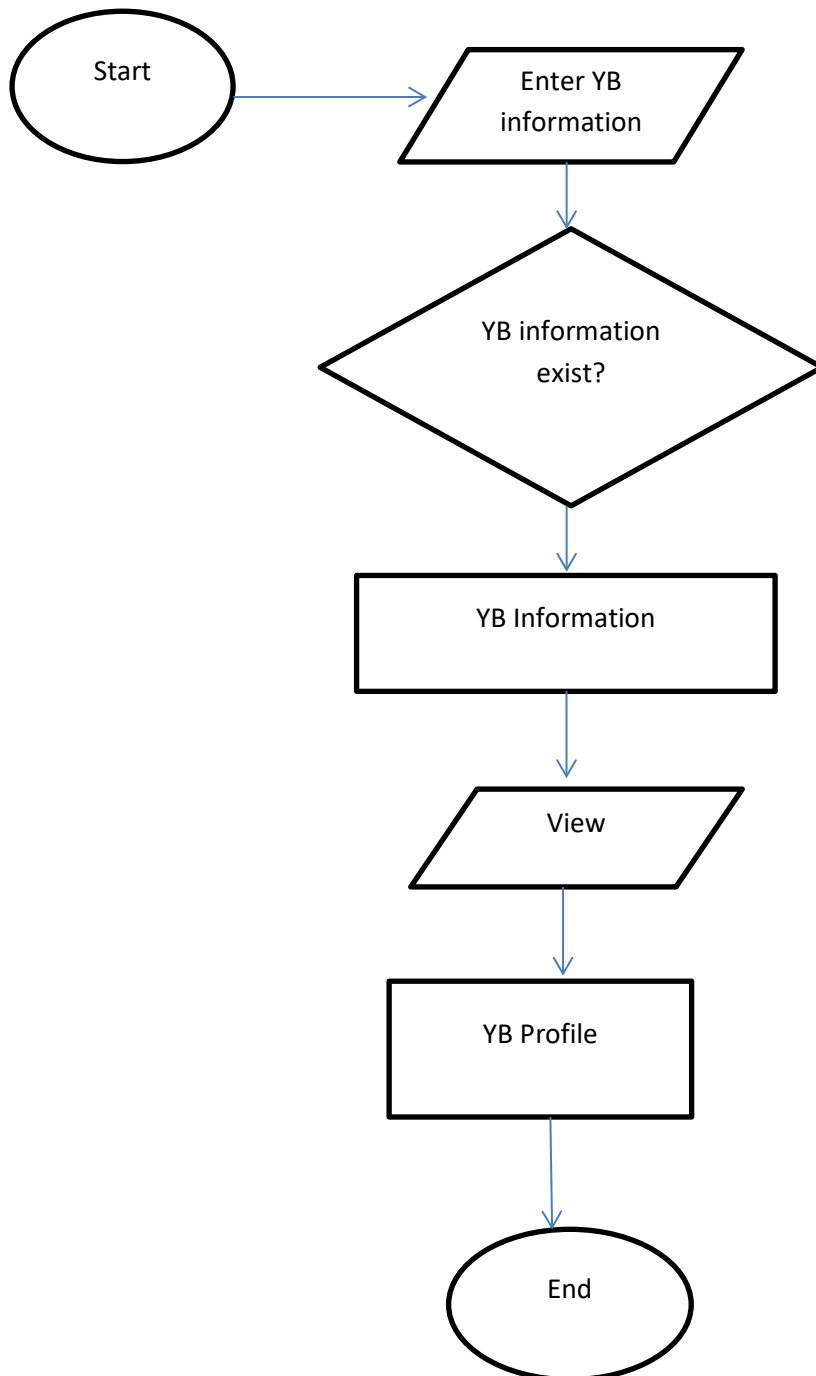 Start
Enter YB
information
YB information
exist?
YB Information
View
YB Profile
End